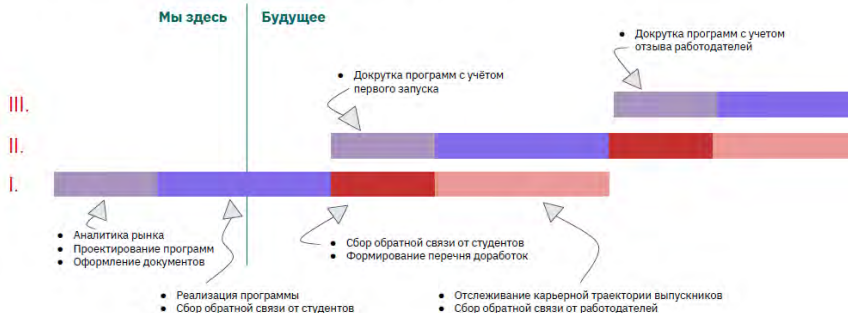 Мы здесь
Будущее
● Докрутка программ с учетом
отзыва работодателей
● Докрутка программ с учётом
первого запуска
III.
II.
I.
● Аналитика рынка
● Проектирование программ
● Оформление документов
● Сбор обратной связи от студентов
● Формирование перечня доработок
● Реализация программы
● Сбор обратной связи от студентов
● Отслеживание карьерной траектории выпускников
● Сбор обратной связи от работодателей